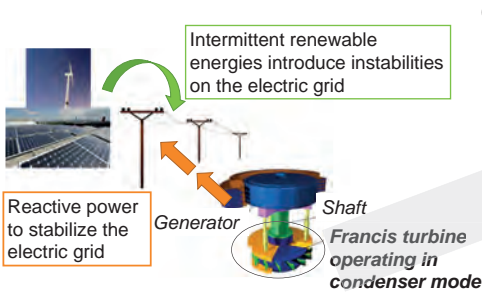 Intermittent renewable
energies introduce instabilities
on the electric grid
Reactive power
to stabilize the
electric grid
Generator
Shaft
Francis turbine
operating in
condenser mode